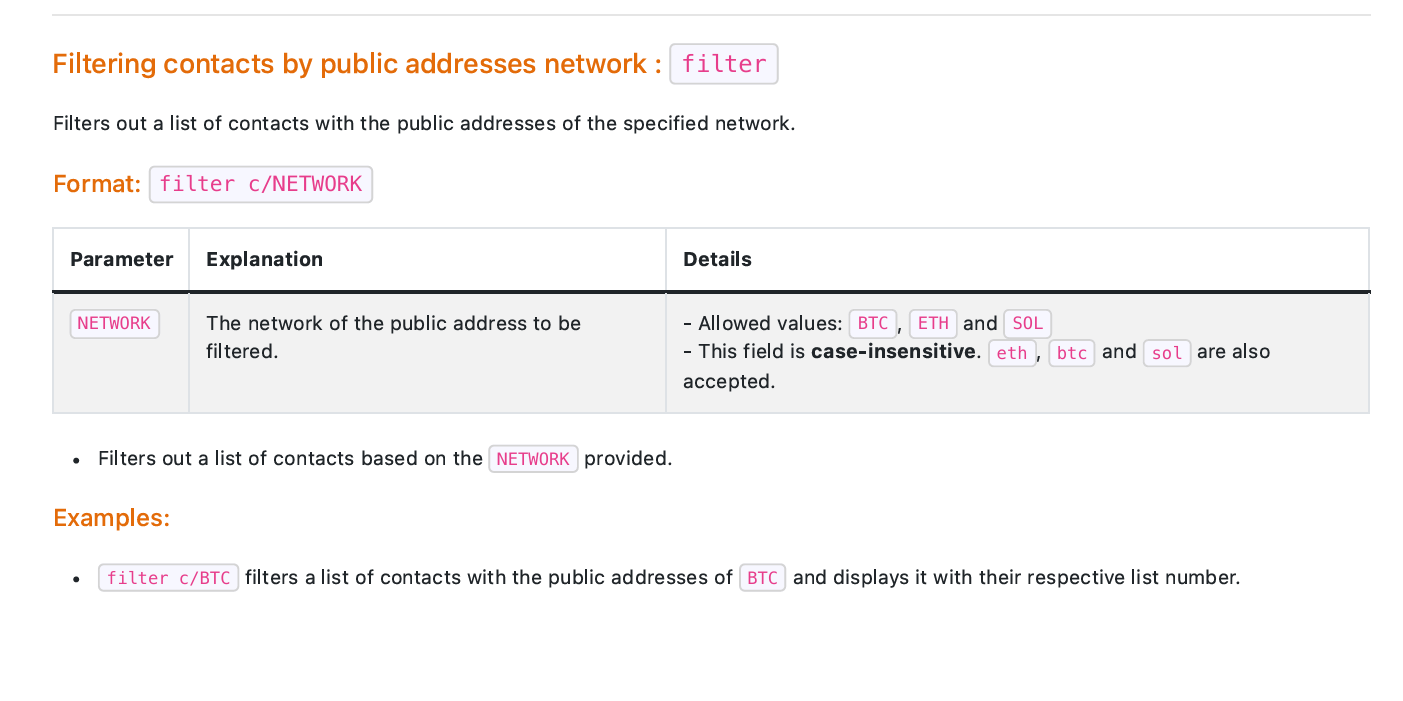 Filtering contacts by public addresses network : filter
Filters out a list of contacts with the public addresses of the specified network.
Format: filter c/NETWORK
Parameter Explanation Details
NETWORK The network of the public address to be filtered. - Allowed values: BTC, ETH and SOL
- This field is case-insensitive. eth, btc and sol are also accepted.
• Filters out a list of contacts based on the NETWORK provided.
Examples:
• filter c/BTC filters a list of contacts with the public addresses of BTC and displays it with their respective list number.